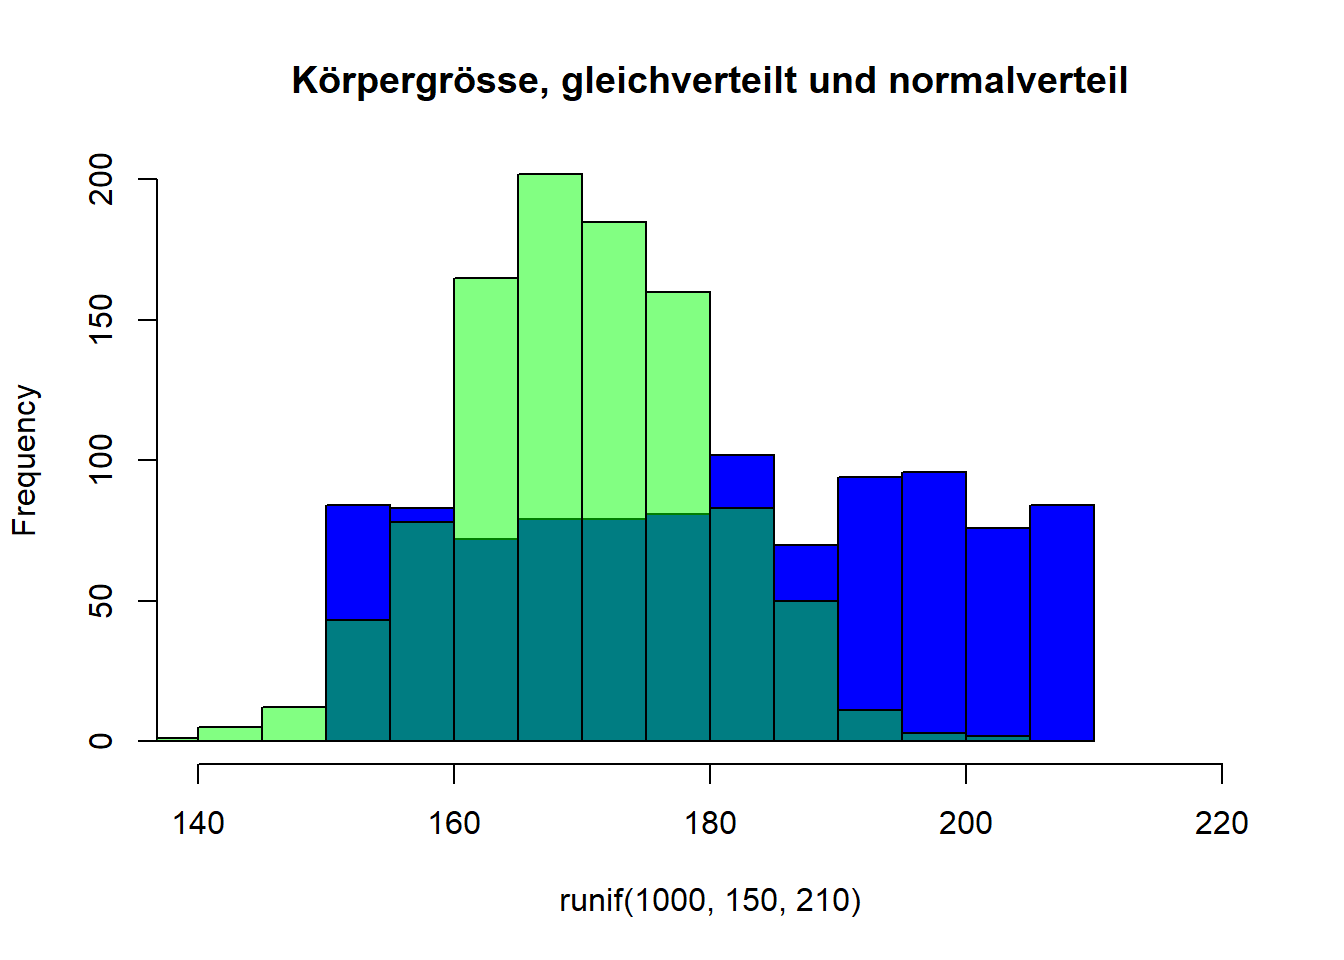 Körpergrösse, gleichverteilt und normalverteil
Frequency
200
150
100
50
0
140 160 180 200 220
runif(1000, 150, 210)